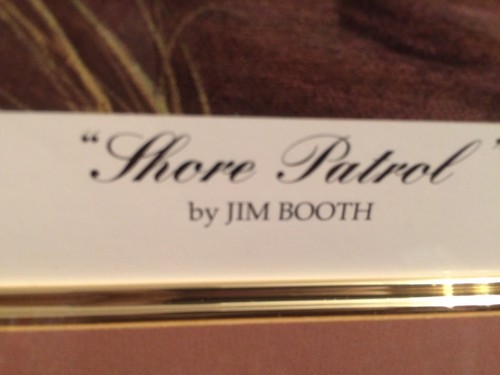 "Shore Patrol"
by JIM BOOTH